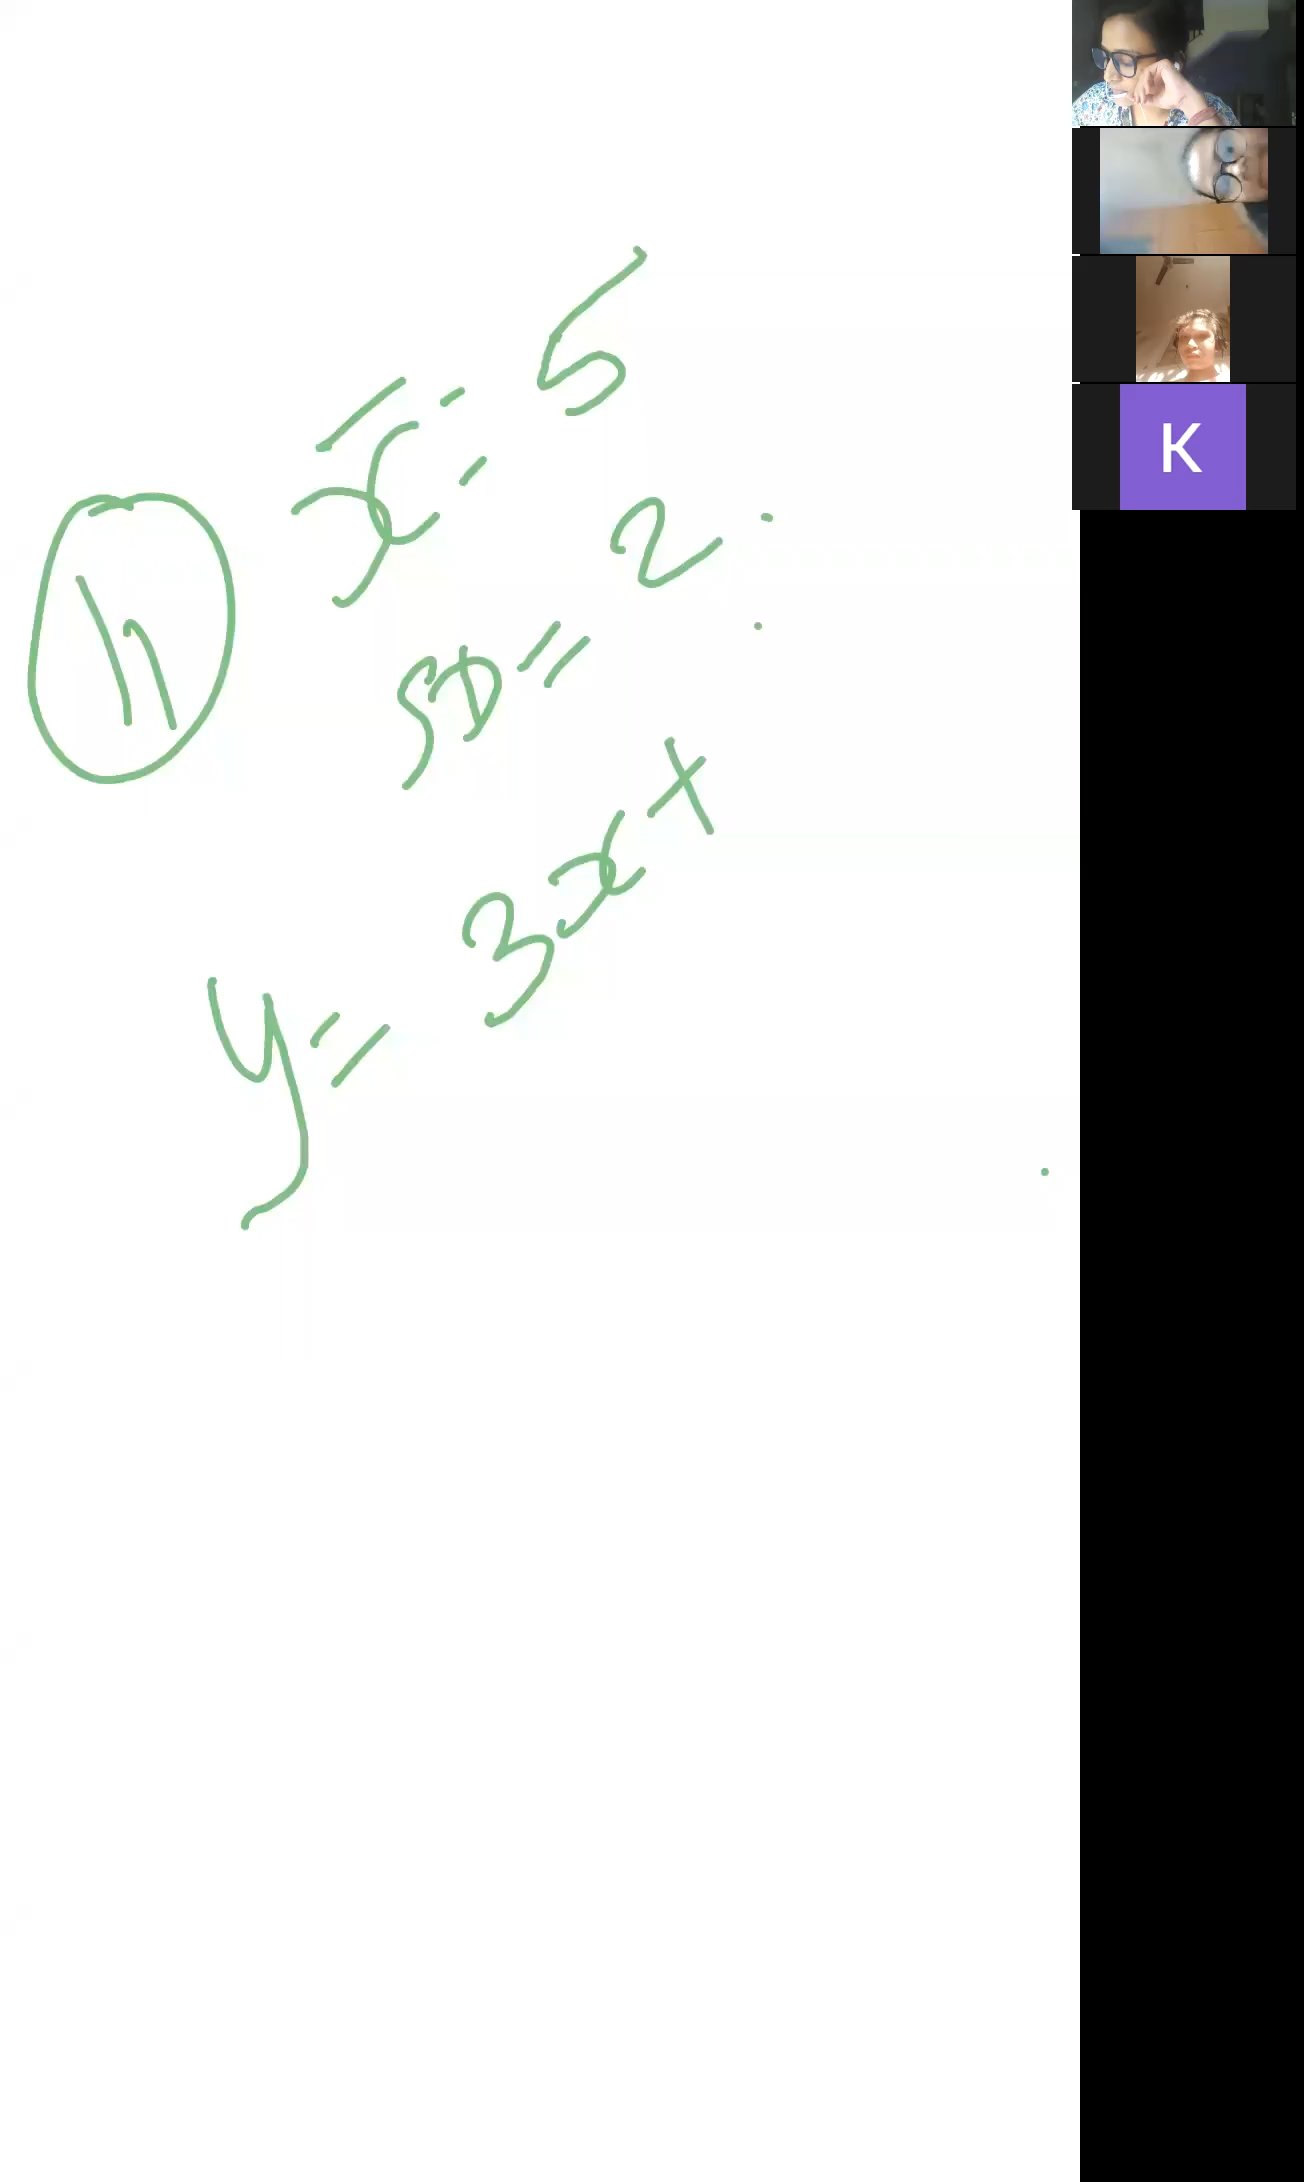 x̄ = 5
11
SD = 2
y = 3x +
K